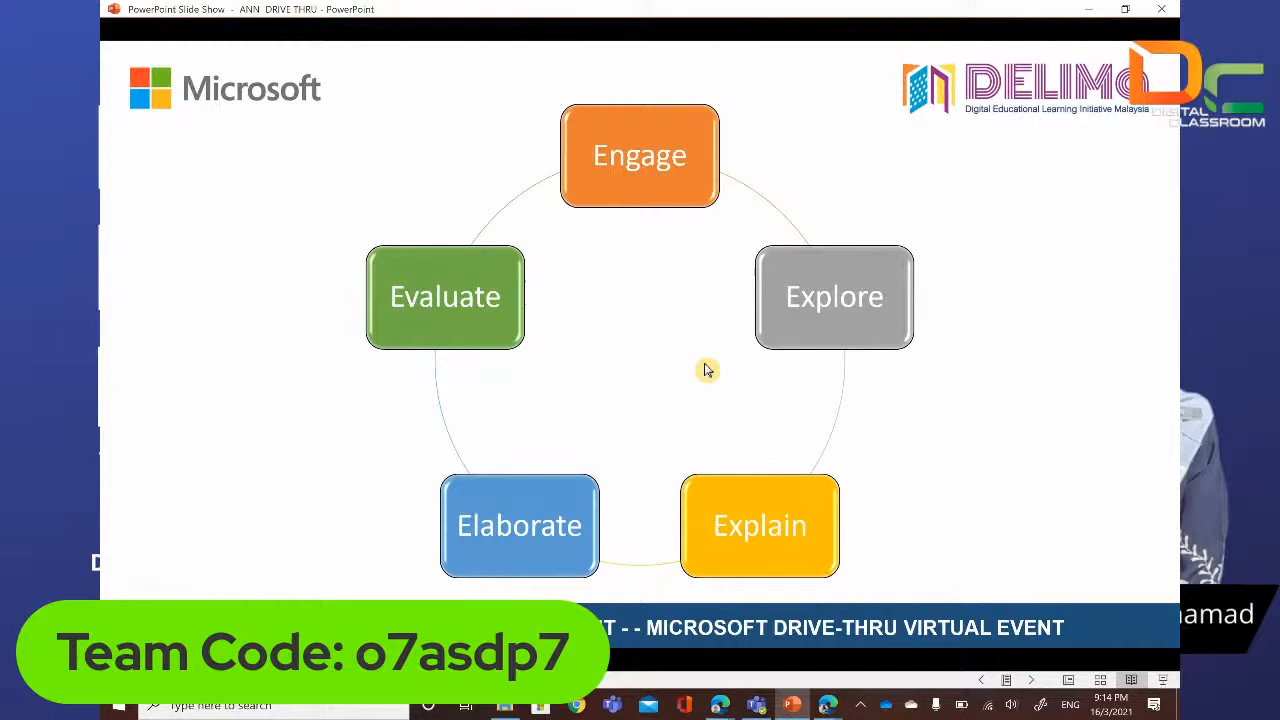 PowerPoint Slide Show - ANN DRIVE THRU - PowerPoint
Microsoft
DELIMa
Digital Educational Learning Initiative Malaysia
DIGITAL
CLASSROOM
Engage
Evaluate
Explore
Elaborate
Explain
MICROSOFT DRIVE-THRU VIRTUAL EVENT
Team Code: o7asdp7
Type here to search
ENG
9:14 PM
16/3/2021